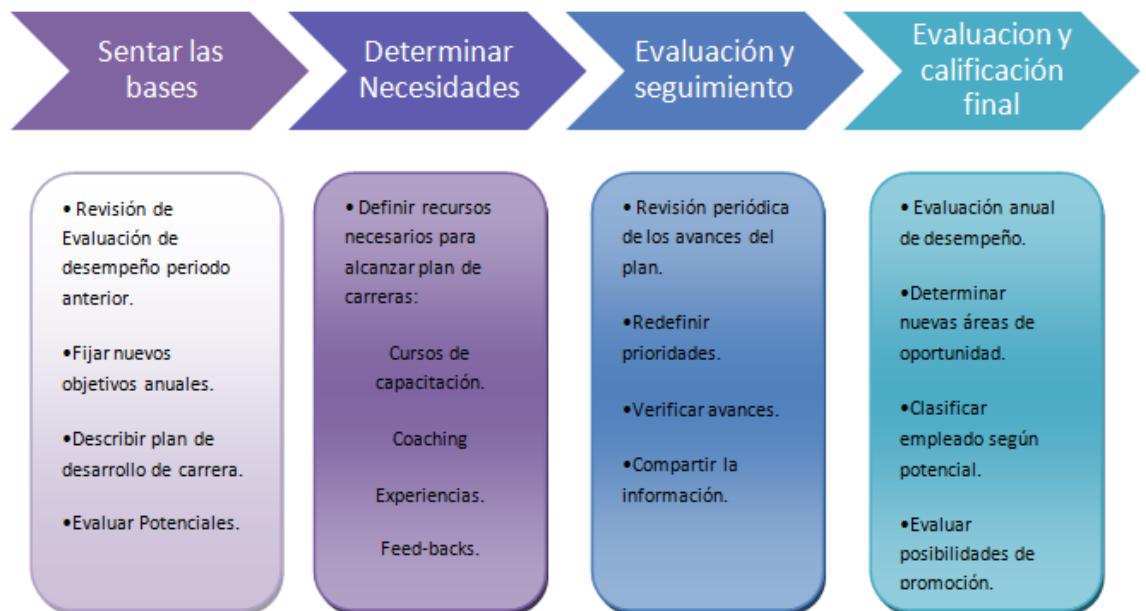 Sentar las
bases
Determinar
Necesidades
Evaluación y
seguimiento
Evaluacion y
calificación
final
• Revisión de
Evaluación de
desempeño periodo
anterior.
•Fijar nuevos
objetivos anuales.
•Describir plan de
desarrollo de carrera.
•Evaluar Potenciales.
• Definir recursos
necesarios para
alcanzar plan de
carreras:
Cursos de
capacitación.
Coaching
Experiencias.
Feed-backs.
• Revisión periódica
de los avances del
plan.
•Redefinir
prioridades.
•Verificar avances.
•Compartir la
información.
• Evaluación anual
de desempeño.
•Determinar
nuevas áreas de
oportunidad.
•Clasificar
empleado según
potencial.
•Evaluar
posibilidades de
promoción.